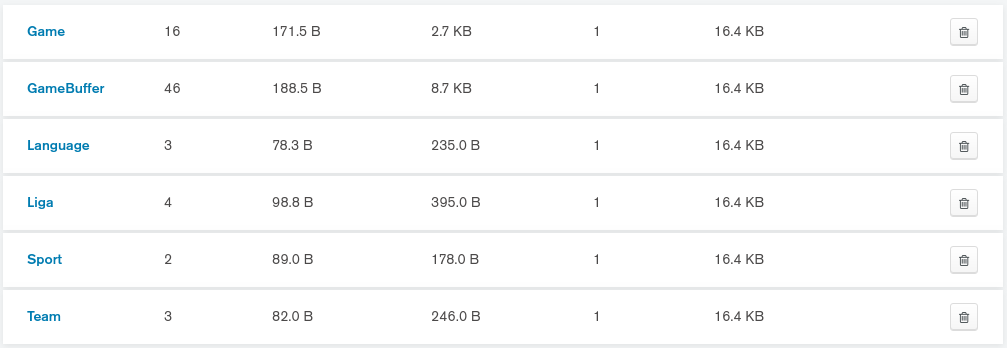 Game 16 171.5 B 2.7 KB 1 16.4 KB
GameBuffer 46 188.5 B 8.7 KB 1 16.4 KB
Language 3 78.3 B 235.0 B 1 16.4 KB
Liga 4 98.8 B 395.0 B 1 16.4 KB
Sport 2 89.0 B 178.0 B 1 16.4 KB
Team 3 82.0 B 246.0 B 1 16.4 KB